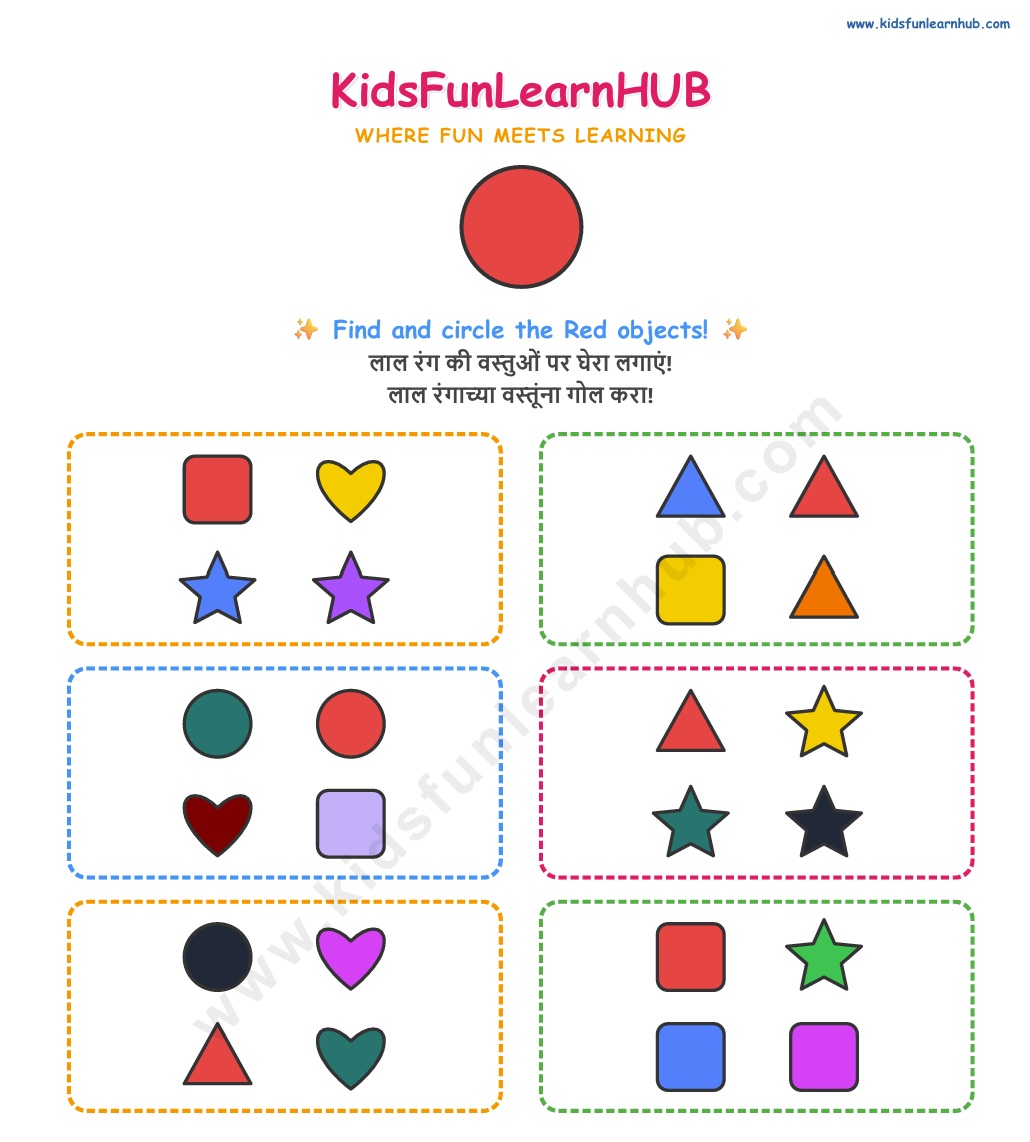 www.kidsfunlearnhub.com
KidsFunLearnHUB
WHERE FUN MEETS LEARNING
✨ Find and circle the Red objects! ✨
लाल रंग की वस्तुओं पर घेरा लगाएं!
लाल रंगाच्या वस्तूंना गोल करा!
www.kidsfunlearnhub.com